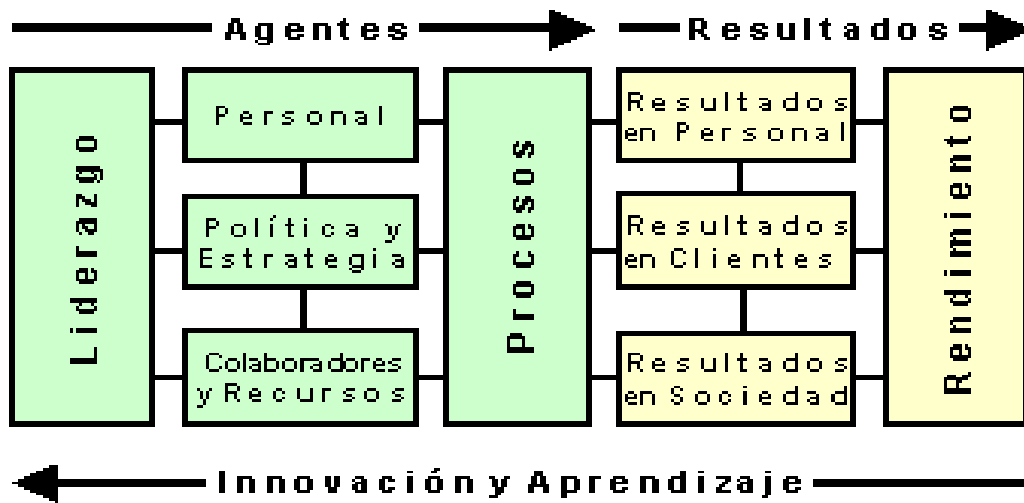 Agentes
Resultados
Liderazgo
Personal
Política y
Estrategia
Colaboradores
y Recursos
Procesos
Resultados
en Personal
Resultados
en Clientes
Resultados
en Sociedad
Rendimiento
Innovación y Aprendizaje